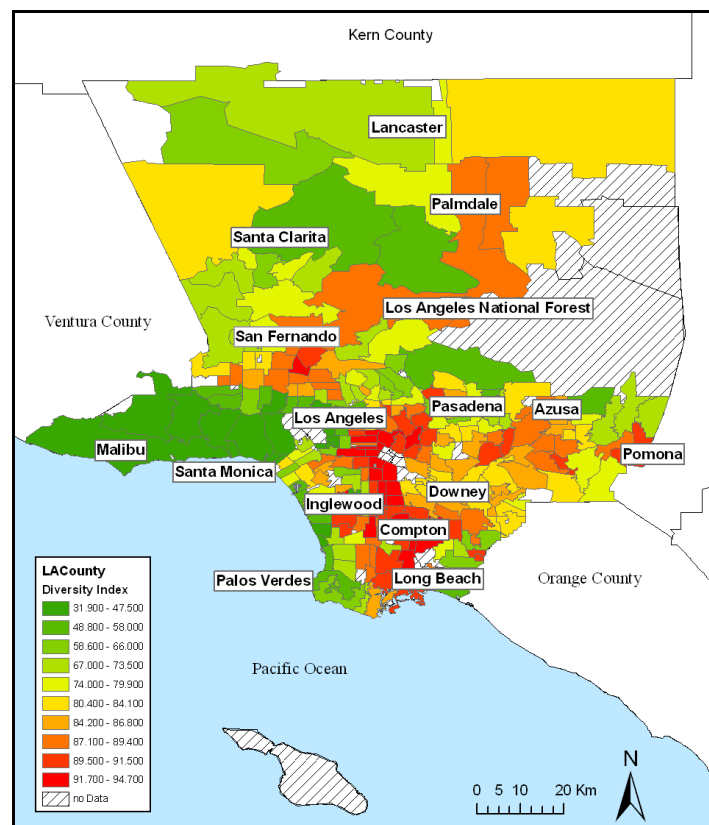 Kern County
Lancaster
Palmdale
Santa Clarita
Los Angeles National Forest
Ventura County
San Fernando
Los Angeles
Pasadena
Azusa
Malibu
Pomona
Santa Monica
Downey
Inglewood
Compton
Palos Verdes
Long Beach
Orange County
LACounty
Diversity Index
31.900 - 47.500
48.800 - 58.000
58.600 - 66.000
67.000 - 73.500
74.000 - 79.900
80.400 - 84.100
84.200 - 86.800
87.100 - 89.400
89.500 - 91.500
91.700 - 94.700
no Data
Pacific Ocean
N
0 5 10 20 Km